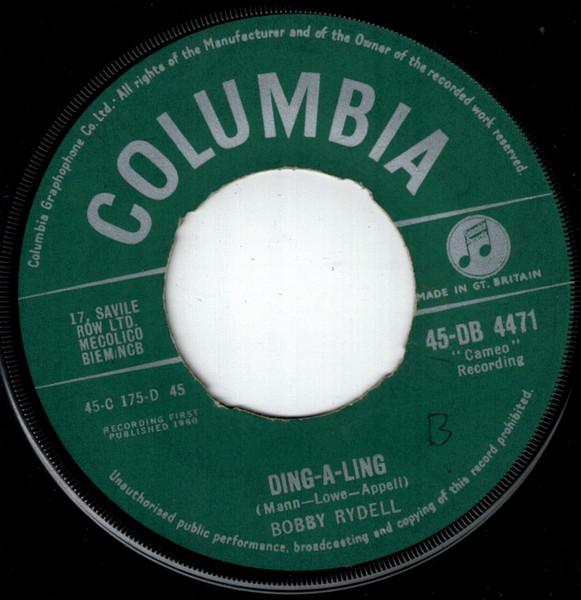 Columbia Graphophone Co. Ltd. · All rights of the Manufacturer and of the Owner of the recorded work reserved.
COLUMBIA
MADE IN GT. BRITAIN
17, SAVILE
ROW LTD.
MECOLICO
BIEM/NCB
45-DB 4471
"Cameo"
Recording
45-C 175-D 45
RECORDING FIRST
PUBLISHED 1960
B
DING-A-LING
(Mann—Lowe—Appell)
BOBBY RYDELL
Unauthorised public performance, broadcasting and copying of this record prohibited.